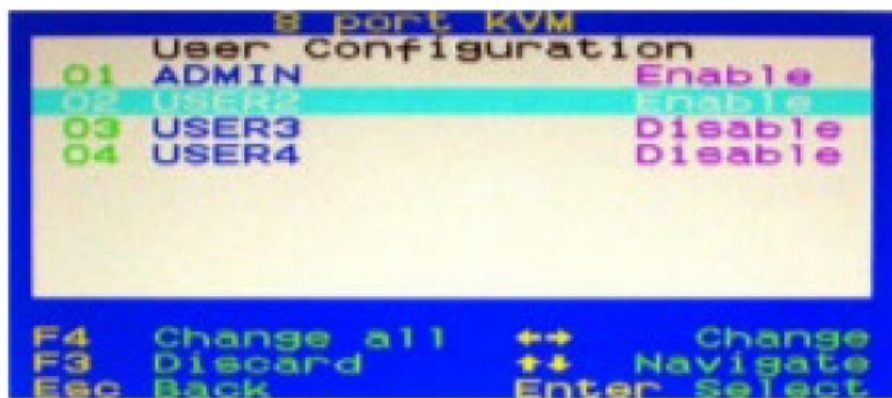 8 port KVM
User Configuration
01 ADMIN Enable
02 USER2 Enable
03 USER3 Disable
04 USER4 Disable
F4 Change all ←→ Change
F3 Discard ↑↓ Navigate
Esc Back Enter Select